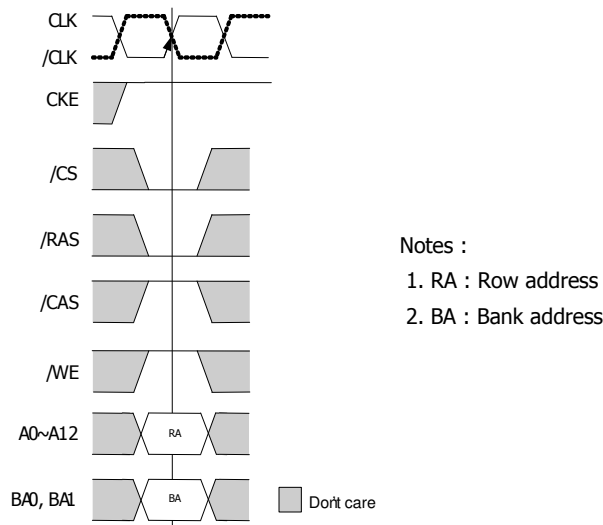 CLK
/CLK
CKE
/CS
/RAS
/CAS
/WE
A0~A12 RA
BA0, BA1 BA
Don't care
Notes :
1. RA : Row address
2. BA : Bank address